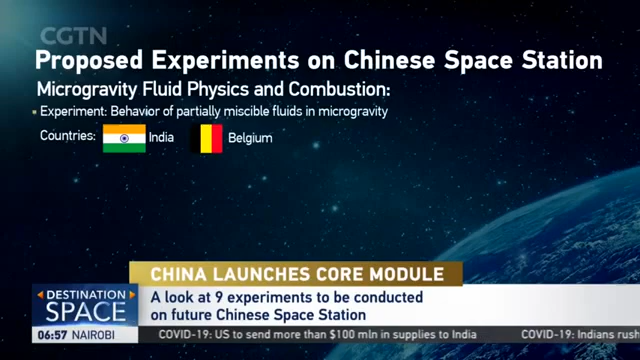 CGTN
Proposed Experiments on Chinese Space Station
Microgravity Fluid Physics and Combustion:
Experiment: Behavior of partially miscible fluids in microgravity
Countries: India Belgium
CHINA LAUNCHES CORE MODULE
DESTINATION
SPACE
A look at 9 experiments to be conducted
on future Chinese Space Station
06:57 NAIROBI
COVID-19: US to send more than $100 mln in supplies to India COVID-19: Indians rush